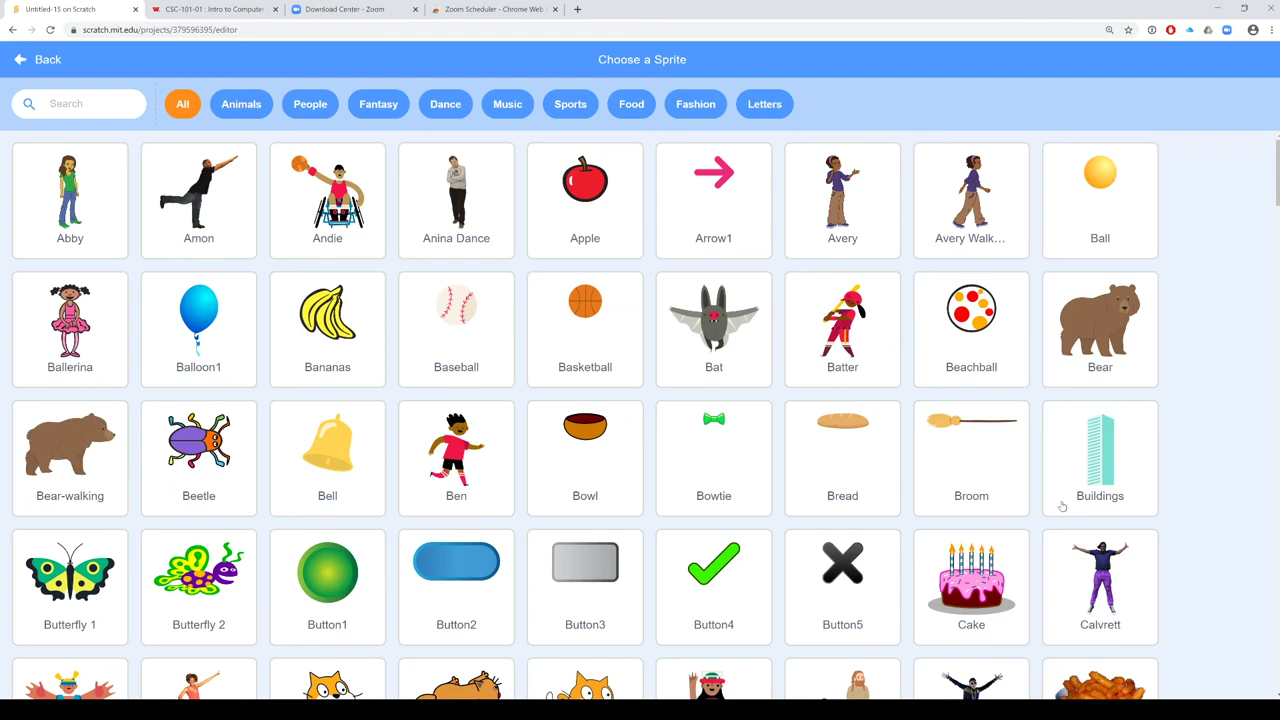 Untitled-15 on Scratch
CSC-101-01 : Intro to Computer
Download Center - Zoom
Zoom Scheduler - Chrome Web
scratch.mit.edu/projects/379596395/editor
Back
Choose a Sprite
Search
All
Animals
People
Fantasy
Dance
Music
Sports
Food
Fashion
Letters
Abby
Amon
Andie
Anina Dance
Apple
Arrow1
Avery
Avery Walk...
Ball
Ballerina
Balloon1
Bananas
Baseball
Basketball
Bat
Batter
Beachball
Bear
Bear-walking
Beetle
Bell
Ben
Bowl
Bowtie
Bread
Broom
Buildings
Butterfly 1
Butterfly 2
Button1
Button2
Button3
Button4
Button5
Cake
Calvrett